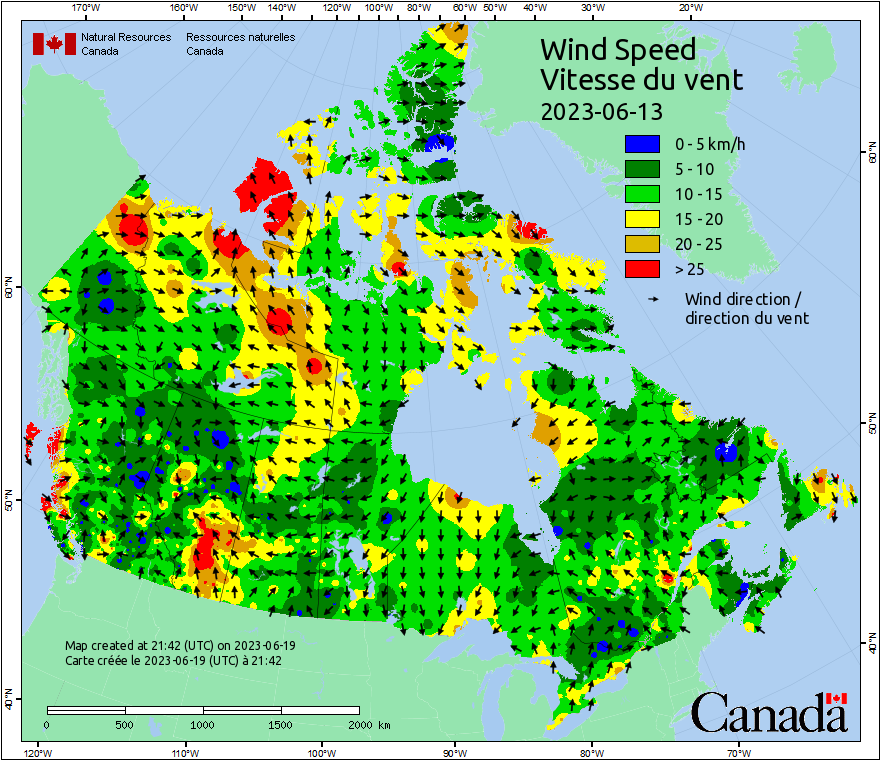 170°W 160°W 150°W 140°W 130°W 120°W 110°W 100°W 90°W 80°W 70°W 60°W 50°W 40°W 30°W 20°W
Natural Resources Ressources naturelles
Canada Canada
Wind Speed
Vitesse du vent
2023-06-13
0 - 5 km/h
5 - 10
10 - 15
15 - 20
20 - 25
> 25
Wind direction /
direction du vent
60°N
60°N
50°N
50°N
40°N
40°N
Map created at 21:42 (UTC) on 2023-06-19
Carte créée le 2023-06-19 (UTC) à 21:42
0 500 1000 1500 2000 km
Canada
120°W 110°W 100°W 90°W 80°W 70°W